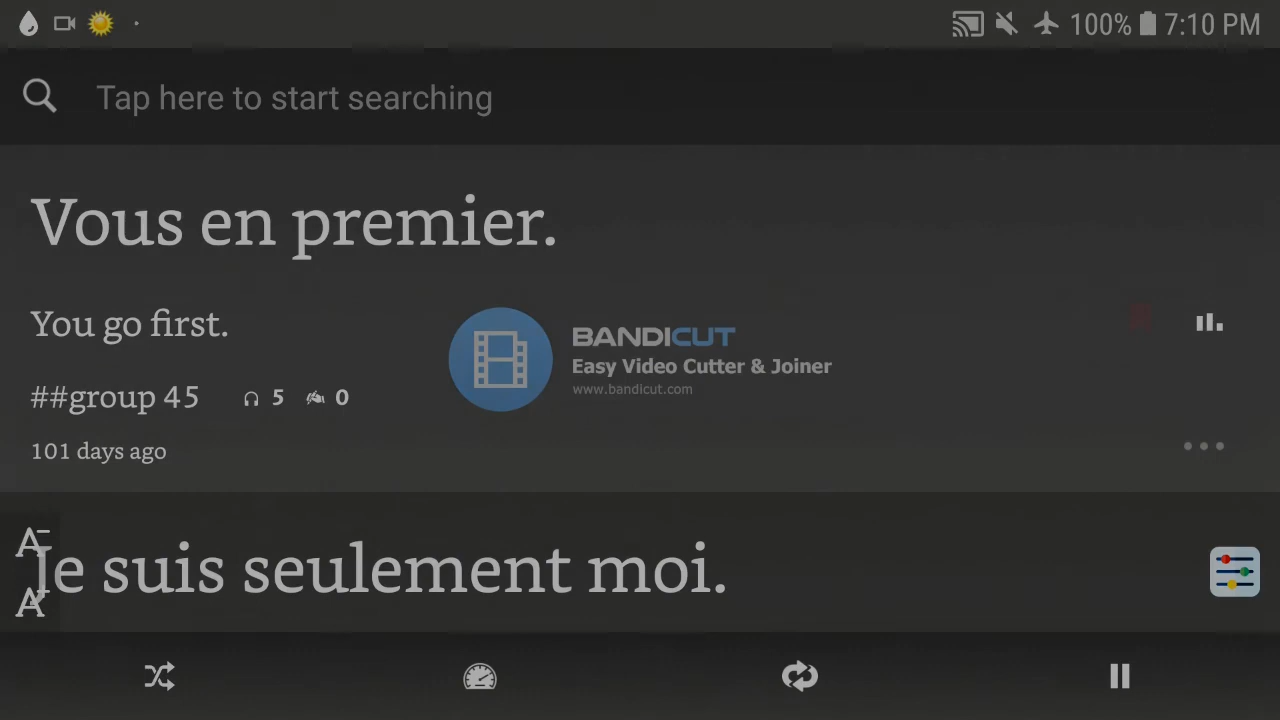 100% 7:10 PM
Tap here to start searching
Vous en premier.
You go first.
BANDICUT
Easy Video Cutter & Joiner
www.bandicut.com
##group 45 5 0
101 days ago
A-
Je suis seulement moi.
A+